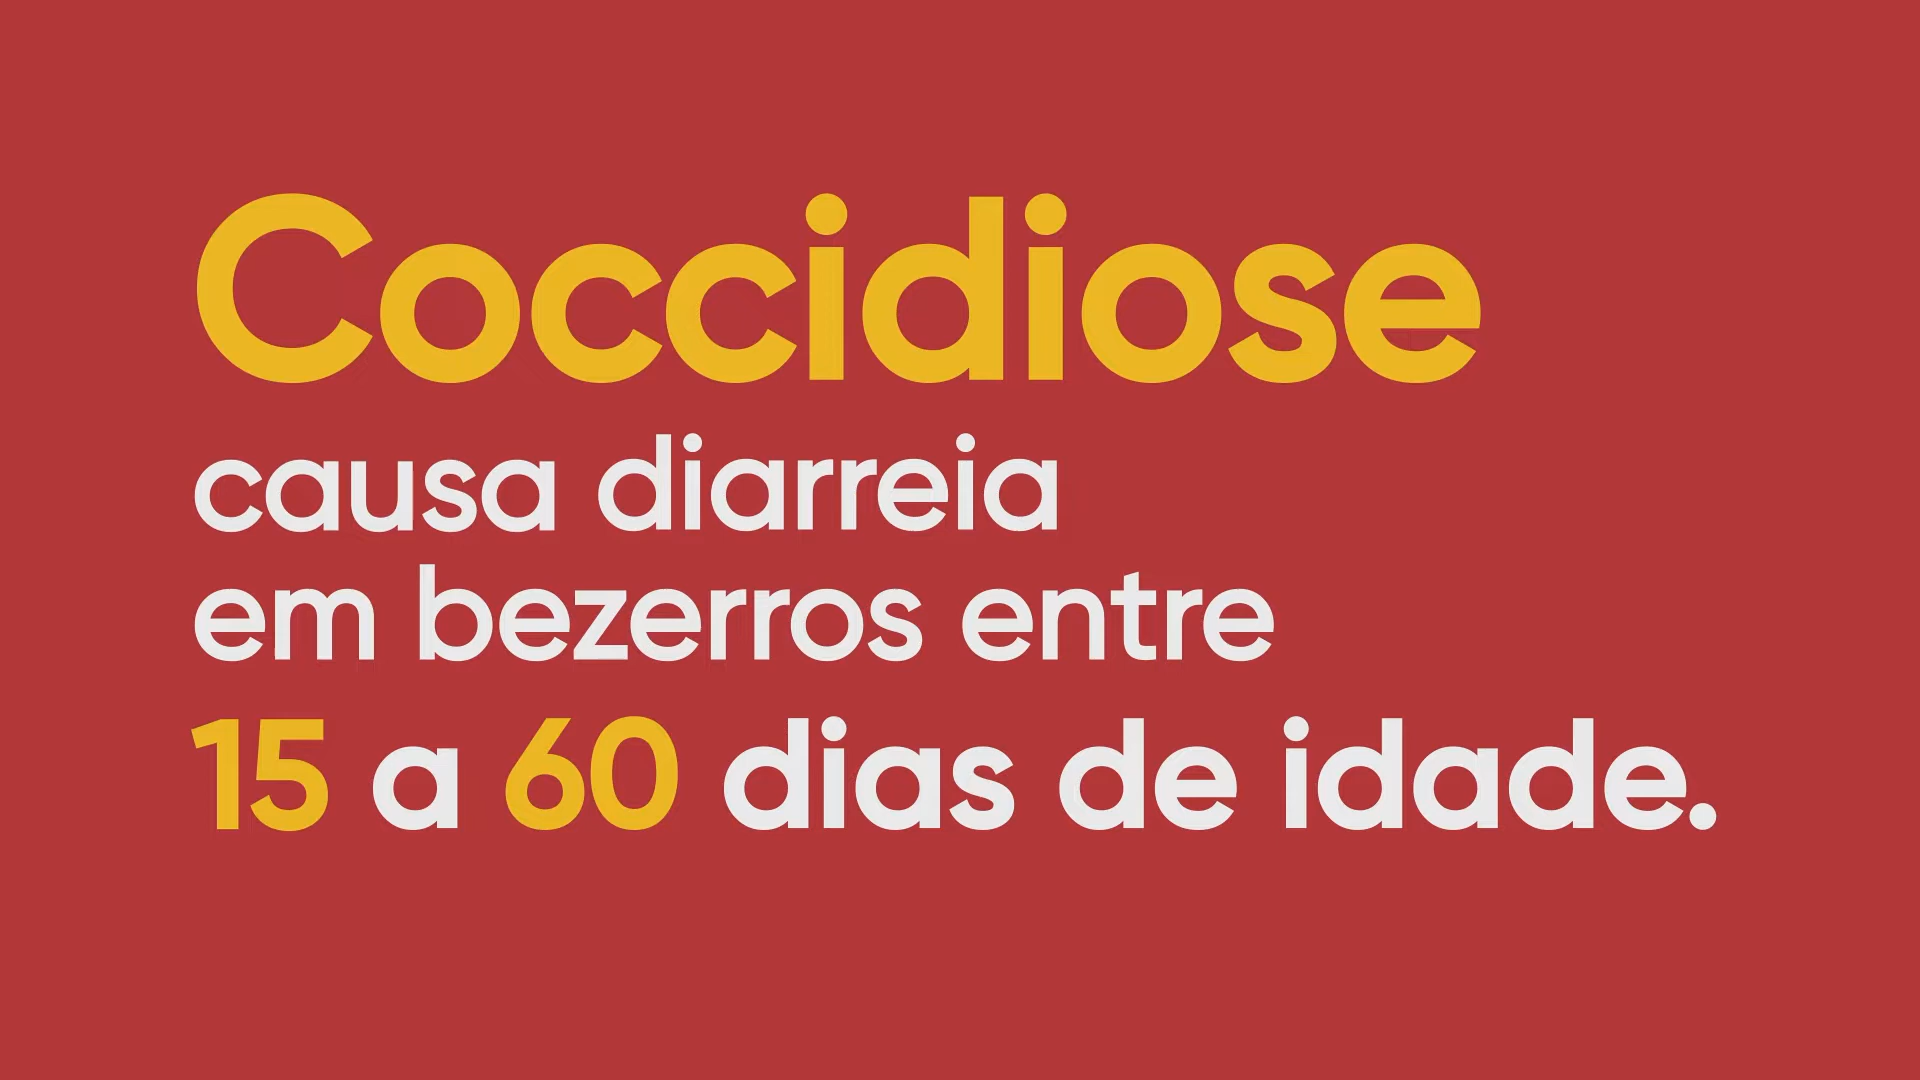 Coccidiose
causa diarreia
em bezerros entre
15 a 60 dias de idade.